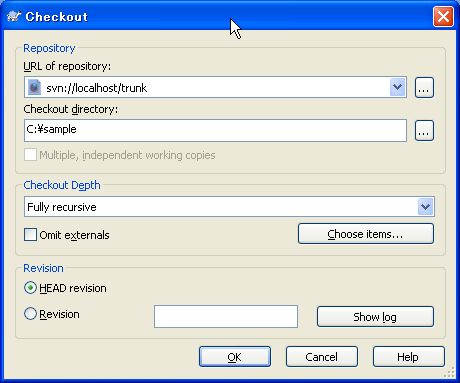 Checkout
Repository
URL of repository:
svn://localhost/trunk
...
Checkout directory:
C:¥sample
...
Multiple, independent working copies
Checkout Depth
Fully recursive
Omit externals
Choose items...
Revision
HEAD revision
Revision
Show log
OK
Cancel
Help